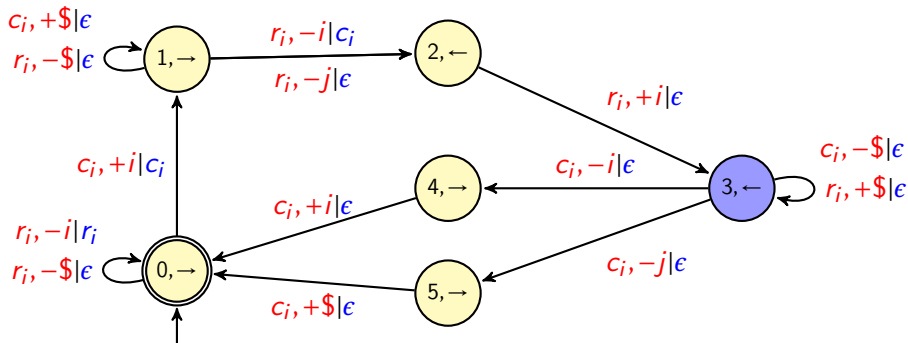 c_i, +$|ϵ
r_i, −$|ϵ
1, →
r_i, −i|c_i
r_i, −j|ϵ
2, ←
r_i, +i|ϵ
c_i, +i|c_i
c_i, +i|ϵ
4, →
c_i, −i|ϵ
3, ←
c_i, −$|ϵ
r_i, +$|ϵ
r_i, −i|r_i
r_i, −$|ϵ
0, →
c_i, +$|ϵ
5, →
c_i, −j|ϵ